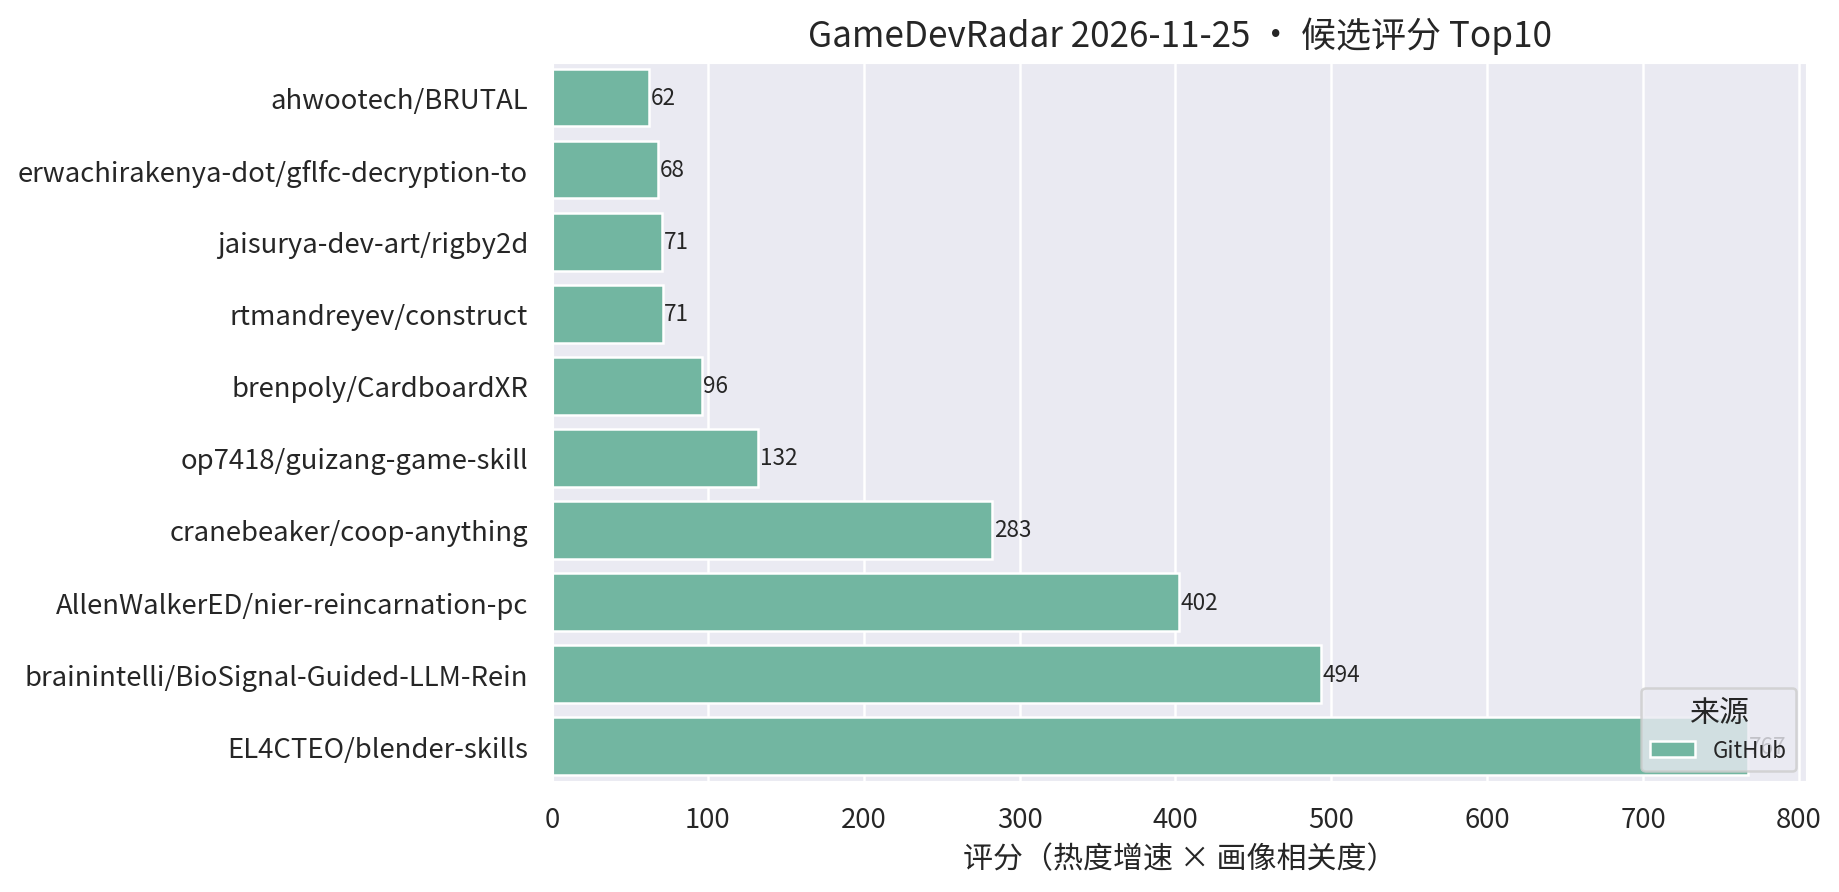 GameDevRadar 2026-11-25 · 候选评分 Top10
ahwootech/BRUTAL 62
erwachirakenya-dot/gflfc-decryption-to 68
jaisurya-dev-art/rigby2d 71
rtmandreyev/construct 71
brenpoly/CardboardXR 96
op7418/guizang-game-skill 132
cranebeaker/coop-anything 283
AllenWalkerED/nier-reincarnation-pc 402
brainintelli/BioSignal-Guided-LLM-Rein 494
EL4CTEO/blender-skills 767
来源
GitHub
0 100 200 300 400 500 600 700 800
评分（热度增速 × 画像相关度）